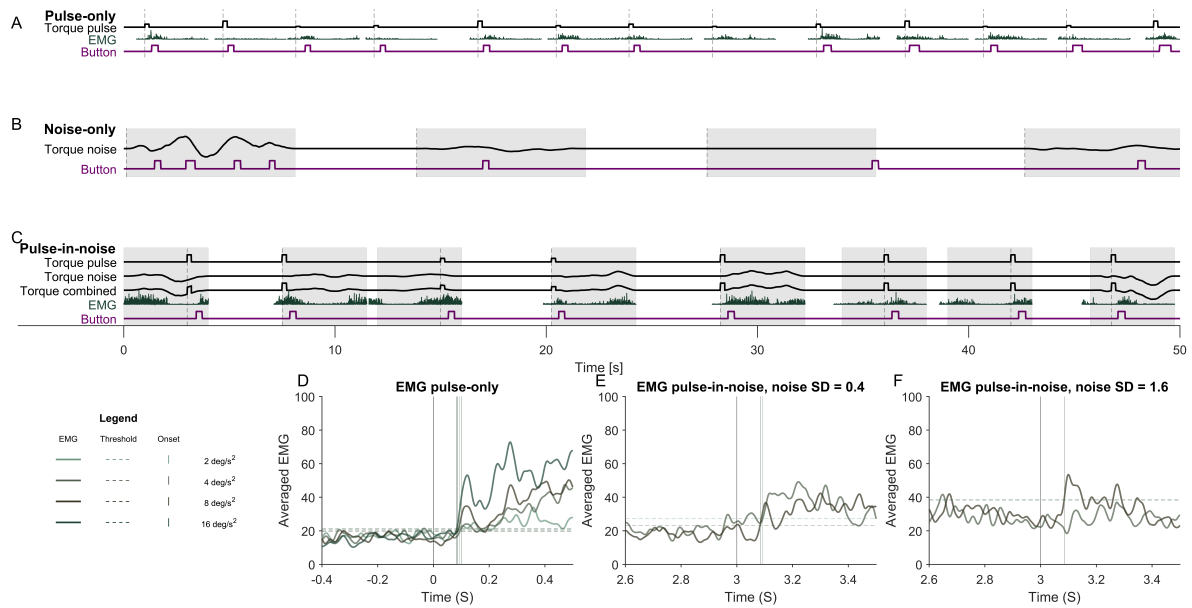 A
Pulse-only
Torque pulse
EMG
Button
B
Noise-only
Torque noise
Button
C
Pulse-in-noise
Torque pulse
Torque noise
Torque combined
EMG
Button
0 10 20 30 40 50
Time [s]
Legend
EMG Threshold Onset
2 deg/s2
4 deg/s2
8 deg/s2
16 deg/s2
D
EMG pulse-only
Averaged EMG
100
80
60
40
20
0
-0.4 -0.2 0 0.2 0.4
Time (S)
E
EMG pulse-in-noise, noise SD = 0.4
Averaged EMG
100
80
60
40
20
0
2.6 2.8 3 3.2 3.4
Time (S)
F
EMG pulse-in-noise, noise SD = 1.6
Averaged EMG
100
80
60
40
20
0
2.6 2.8 3 3.2 3.4
Time (S)